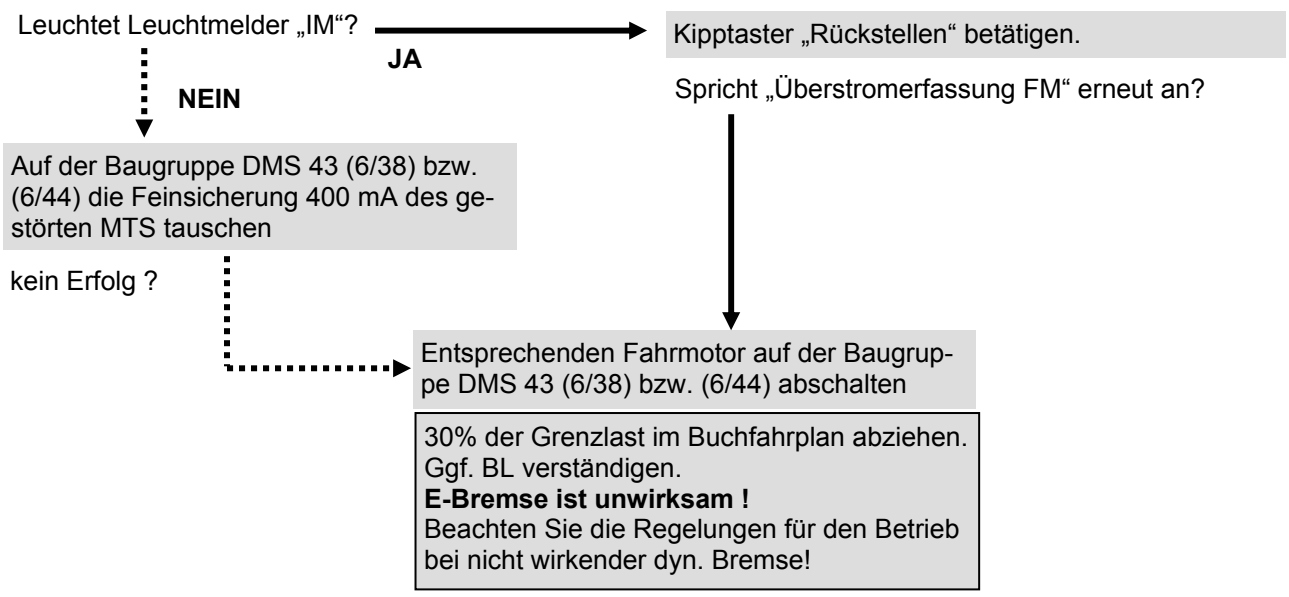 Leuchtet Leuchtmelder „IM“?
JA
Kipptaster „Rückstellen“ betätigen.
Spricht „Überstromerfassung FM“ erneut an?
NEIN
Auf der Baugruppe DMS 43 (6/38) bzw.
(6/44) die Feinsicherung 400 mA des ge-
störten MTS tauschen
kein Erfolg ?
Entsprechenden Fahrmotor auf der Baugrup-
pe DMS 43 (6/38) bzw. (6/44) abschalten
30% der Grenzlast im Buchfahrplan abziehen.
Ggf. BL verständigen.
E-Bremse ist unwirksam !
Beachten Sie die Regelungen für den Betrieb
bei nicht wirkender dyn. Bremse!